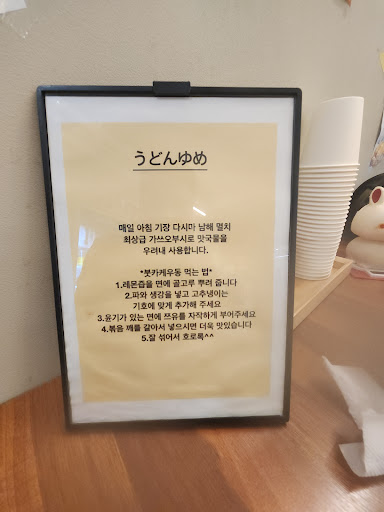 うどんゆめ
매일 아침 기장 다시마 남해 멸치
최상급 가쓰오부시로 맛국물을
우려내 사용합니다.
*붓카케우동 먹는 법*
1.레몬즙을 면에 골고루 뿌려 줍니다
2.파와 생강을 넣고 고추냉이는
기호에 맞게 추가해 주세요
3.윤기가 있는 면에 쯔유를 자작하게 부어주세요
4.볶음 깨를 갈아서 넣으시면 더욱 맛있습니다
5.잘 섞어서 호로록^^